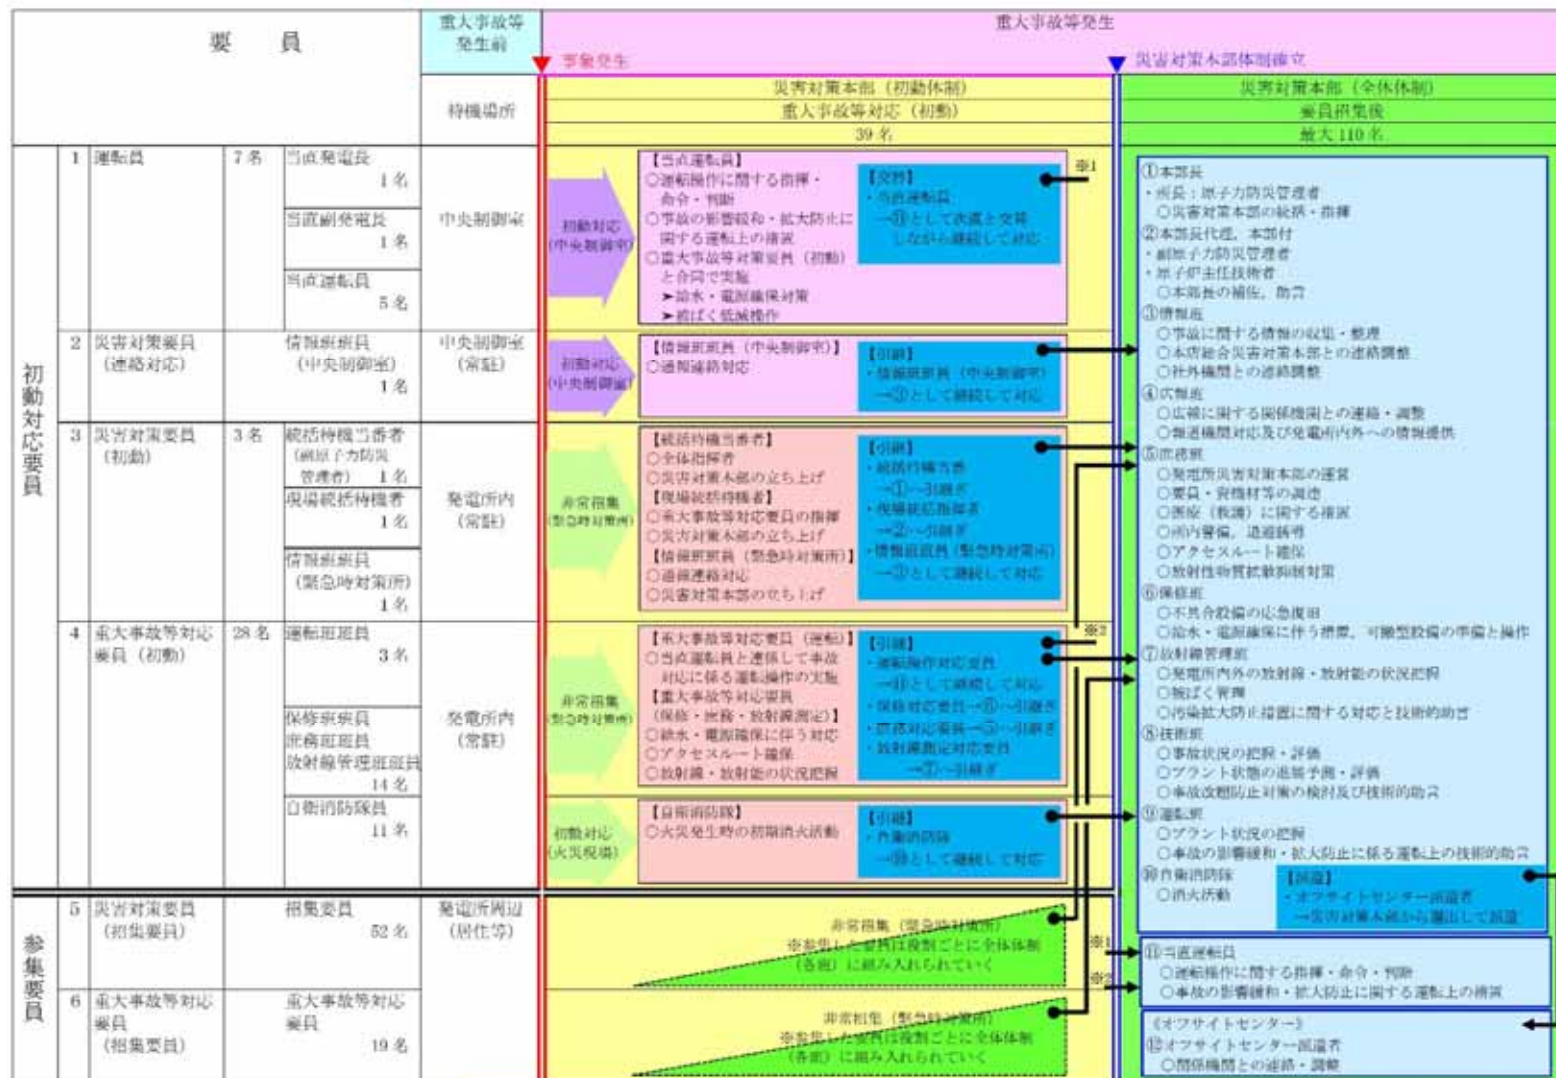 要　員
重大事故等
発生前
重大事故等発生
事象発生
災害対策本部体制確立
待機場所
災害対策本部（初動体制）
重大事故等対応（初動）
39名
災害対策本部（全体体制）
要員招集後
最大110名
初動対応要員
1 運転員 7名
当直発電長
1名
当直副発電長
1名
当直運転員
5名
中央制御室
初動対応
(中央制御室)
【当直運転員】
○運転操作に関する指揮・
命令・判断
○事故の影響緩和・拡大防止に
関する運転上の措置
○重大事故等対策要員（初動）
と合同で実施
➤給水・電源確保対策
➤被ばく低減操作
【交替】
・当直運転員
→⑪として次直と交替
しながら継続して対応
※1
2 災害対策要員
（連絡対応）
情報班班員
（中央制御室）
1名
中央制御室
（常駐）
初動対応
(中央制御室)
【情報班班員（中央制御室）】
○通報連絡対応
【引継】
・情報班班員（中央制御室）
→③として継続して対応
3 災害対策要員
（初動）
3名
統括待機当番者
（副原子力防災
管理者） 1名
現場統括待機者
1名
情報班班員
（緊急時対策所）
1名
発電所内
（常駐）
非常招集
(緊急時対策所)
【統括待機当番者】
○全体指揮者
○災害対策本部の立ち上げ
【現場統括待機者】
○重大事故等対応要員の指揮
○災害対策本部の立ち上げ
【情報班班員（緊急時対策所）】
○通報連絡対応
○災害対策本部の立ち上げ
【引継】
・統括待機当番
→①へ引継ぎ
・現場統括指揮者
→②へ引継ぎ
・情報班班員（緊急時対策所）
→③として継続して対応
4 重大事故等対応
要員（初動）
28名
運転班班員
3名
保修班班員
庶務班班員
放射線管理班班員
14名
自衛消防隊員
11名
発電所内
（常駐）
非常招集
(緊急時対策所)
【重大事故等対応要員（運転）】
○当直運転員と連係して事故
対応に係る運転操作の実施
【重大事故等対応要員
（保修・庶務・放射線測定）】
○給水・電源確保に伴う対応
○アクセスルート確保
○放射線・放射能の状況把握
【引継】
・運転操作対応要員
→⑪として継続して対応
・保修対応要員→⑥へ引継ぎ
・庶務対応要員→⑤へ引継ぎ
・放射線測定対応要員
→⑦へ引継ぎ
※2
初動対応
(火災現場)
【自衛消防隊】
○火災発生時の初期消火活動
【引継】
・自衛消防隊
→⑩として継続して対応
参集要員
5 災害対策要員
（招集要員）
招集要員
52名
発電所周辺
（居住等）
非常招集（緊急時対策所）
※参集した要員は役割ごとに全体体制
（各班）に組み入れられていく
6 重大事故等対応
要員
（招集要員）
重大事故等対応
要員
19名
非常招集（緊急時対策所）
※参集した要員は役割ごとに全体体制
（各班）に組み入れられていく
①本部長
・所長：原子力防災管理者
○災害対策本部の統括・指揮
②本部長代理，本部付
・副原子力防災管理者
・原子炉主任技術者
○本部長の補佐，助言
③情報班
○事故に関する情報の収集・整理
○本店総合災害対策本部との連絡調整
○社外機関との連絡調整
④広報班
○広報に関する関係機関との連絡・調整
○報道機関対応及び発電所内外への情報提供
⑤庶務班
○発電所災害対策本部の運営
○要員・資機材等の調達
○医療（救護）に関する措置
○所内警備，退避誘導
○アクセスルート確保
○放射性物質拡散抑制対策
⑥保修班
○不具合設備の応急復旧
○給水・電源確保に伴う措置，可搬型設備の準備と操作
⑦放射線管理班
○発電所内外の放射線・放射能の状況把握
○被ばく管理
○汚染拡大防止措置に関する対応と技術的助言
⑧技術班
○事故状況の把握・評価
○プラント状態の進展予測・評価
○事故改題防止対策の検討及び技術的助言
⑨運転班
○プラント状況の把握
○事故の影響緩和・拡大防止に係る運転上の技術的助言
⑩自衛消防隊
○消火活動
【派遣】
・オフサイトセンター派遣者
→災害対策本部から選出して派遣
※1
※2
⑪当直運転員
○運転操作に関する指揮・命令・判断
○事故の影響緩和・拡大防止に関する運転上の措置
《オフサイトセンター》
⑫オフサイトセンター派遣者
○関係機関との連絡・調整